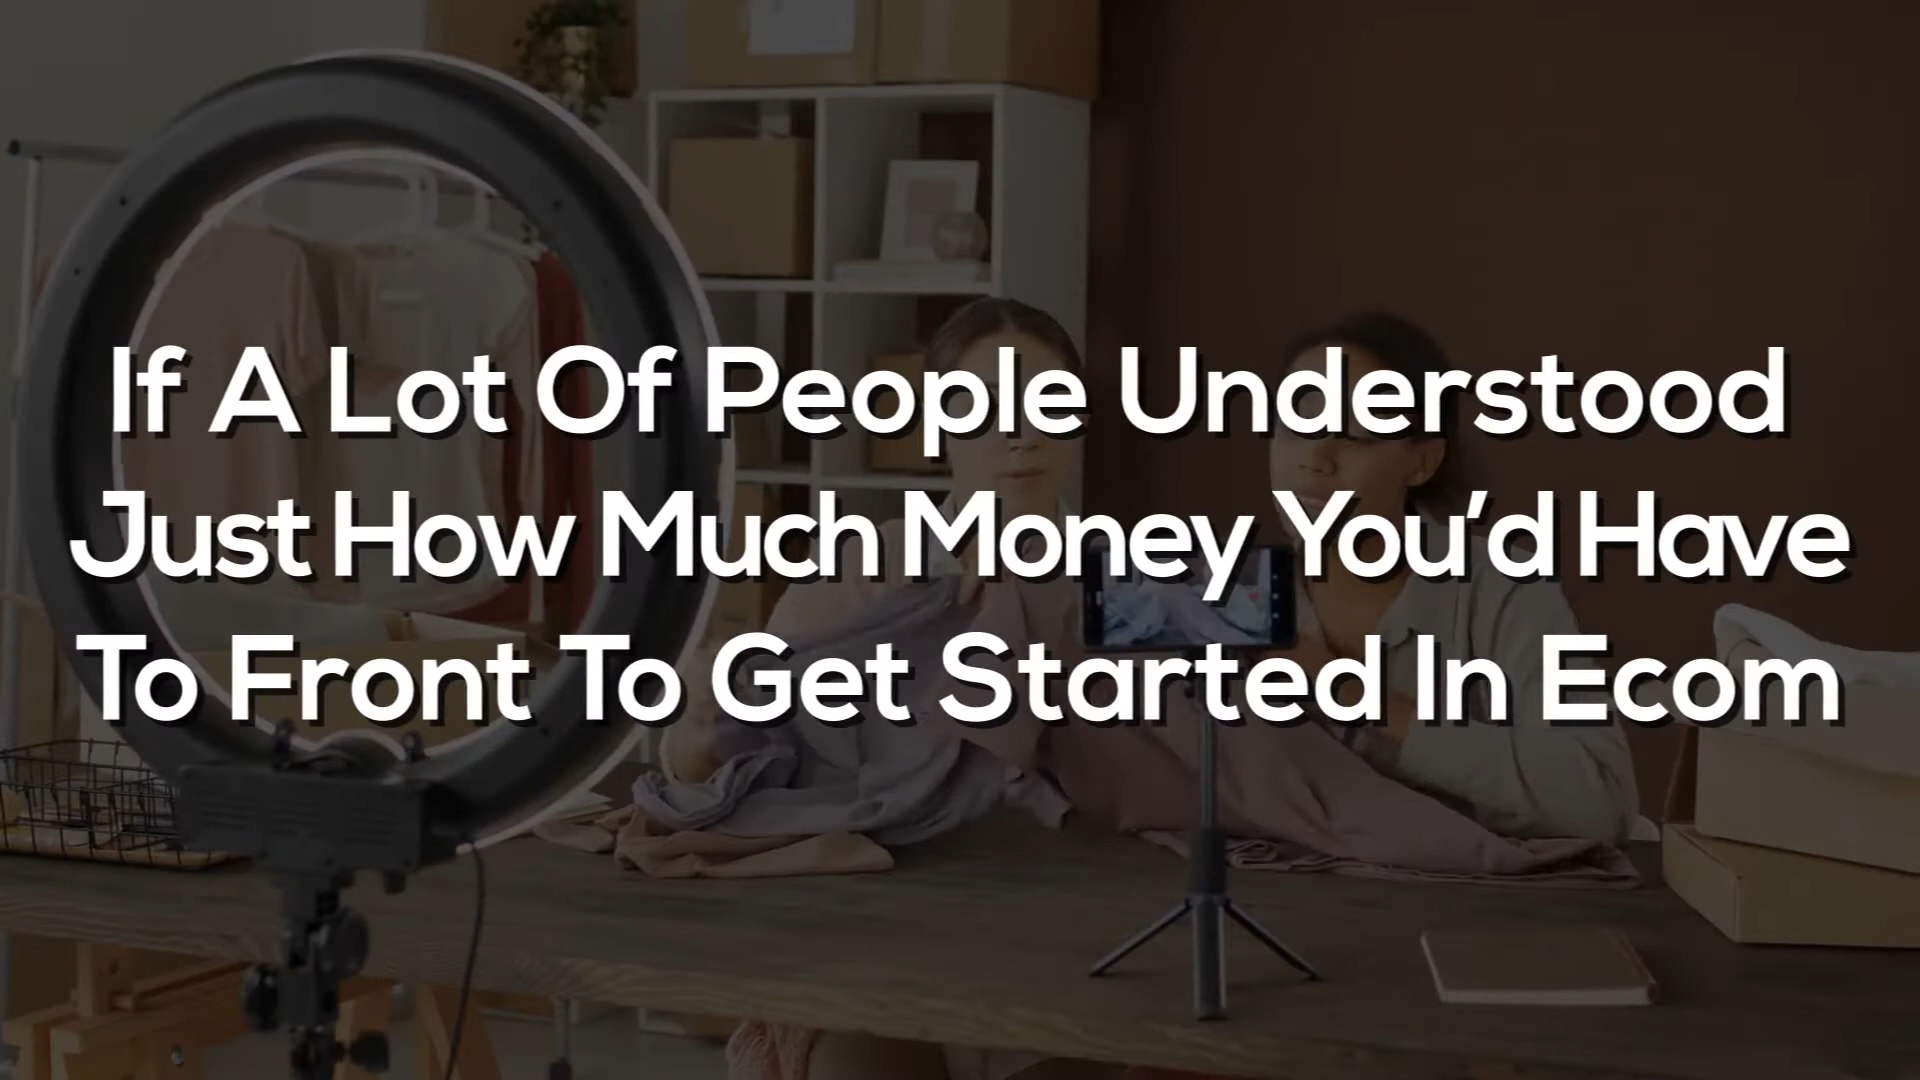 If A Lot Of People Understood
Just How Much Money You’d Have
To Front To Get Started In Ecom